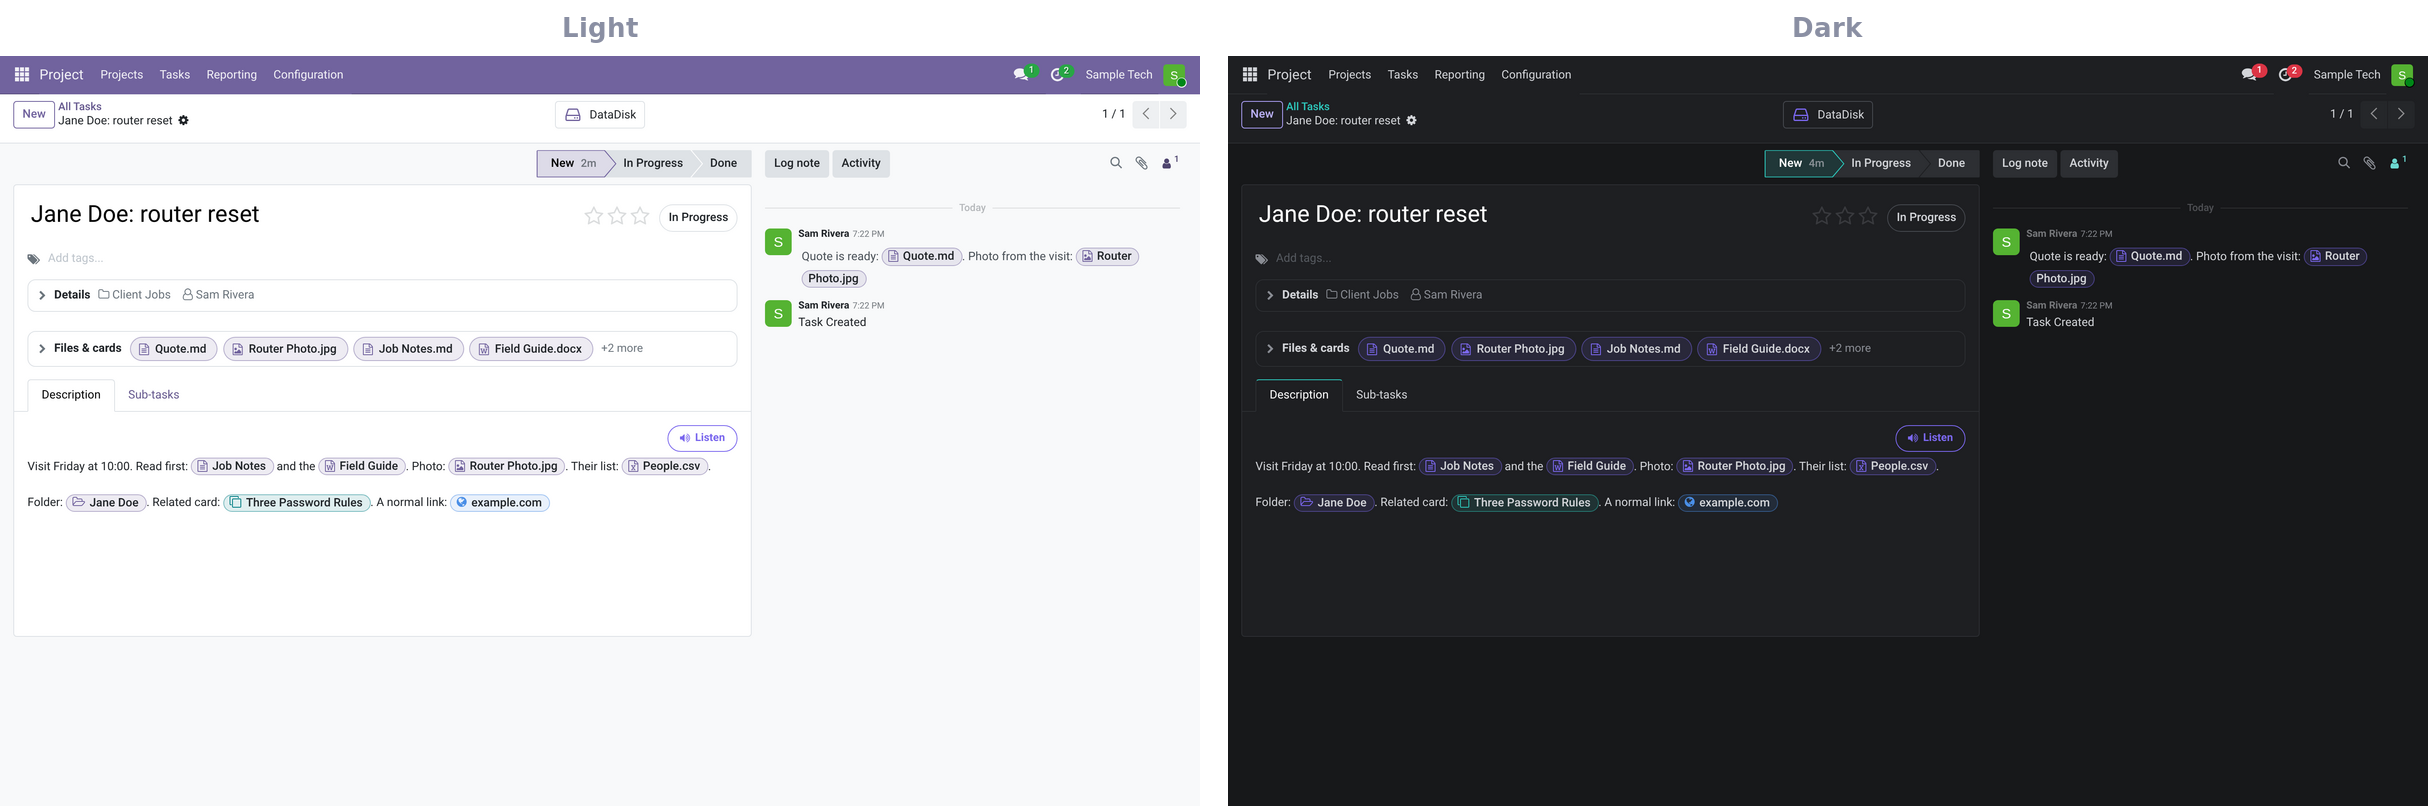 Light
Project Projects Tasks Reporting Configuration 1 2 Sample Tech S
New All Tasks
Jane Doe: router reset DataDisk 1 / 1
New 2m In Progress Done Log note Activity 1
Jane Doe: router reset In Progress
Add tags...
Details Client Jobs Sam Rivera
Files & cards Quote.md Router Photo.jpg Job Notes.md Field Guide.docx +2 more
Description Sub-tasks
Listen
Visit Friday at 10:00. Read first: Job Notes and the Field Guide. Photo: Router Photo.jpg. Their list: People.csv.
Folder: Jane Doe. Related card: Three Password Rules. A normal link: example.com
Today
S Sam Rivera 7:22 PM
Quote is ready: Quote.md. Photo from the visit: Router
Photo.jpg
S Sam Rivera 7:22 PM
Task Created
Dark
Project Projects Tasks Reporting Configuration 1 2 Sample Tech S
New All Tasks
Jane Doe: router reset DataDisk 1 / 1
New 4m In Progress Done Log note Activity 1
Jane Doe: router reset In Progress
Add tags...
Details Client Jobs Sam Rivera
Files & cards Quote.md Router Photo.jpg Job Notes.md Field Guide.docx +2 more
Description Sub-tasks
Listen
Visit Friday at 10:00. Read first: Job Notes and the Field Guide. Photo: Router Photo.jpg. Their list: People.csv.
Folder: Jane Doe. Related card: Three Password Rules. A normal link: example.com
Today
S Sam Rivera 7:22 PM
Quote is ready: Quote.md. Photo from the visit: Router
Photo.jpg
S Sam Rivera 7:22 PM
Task Created